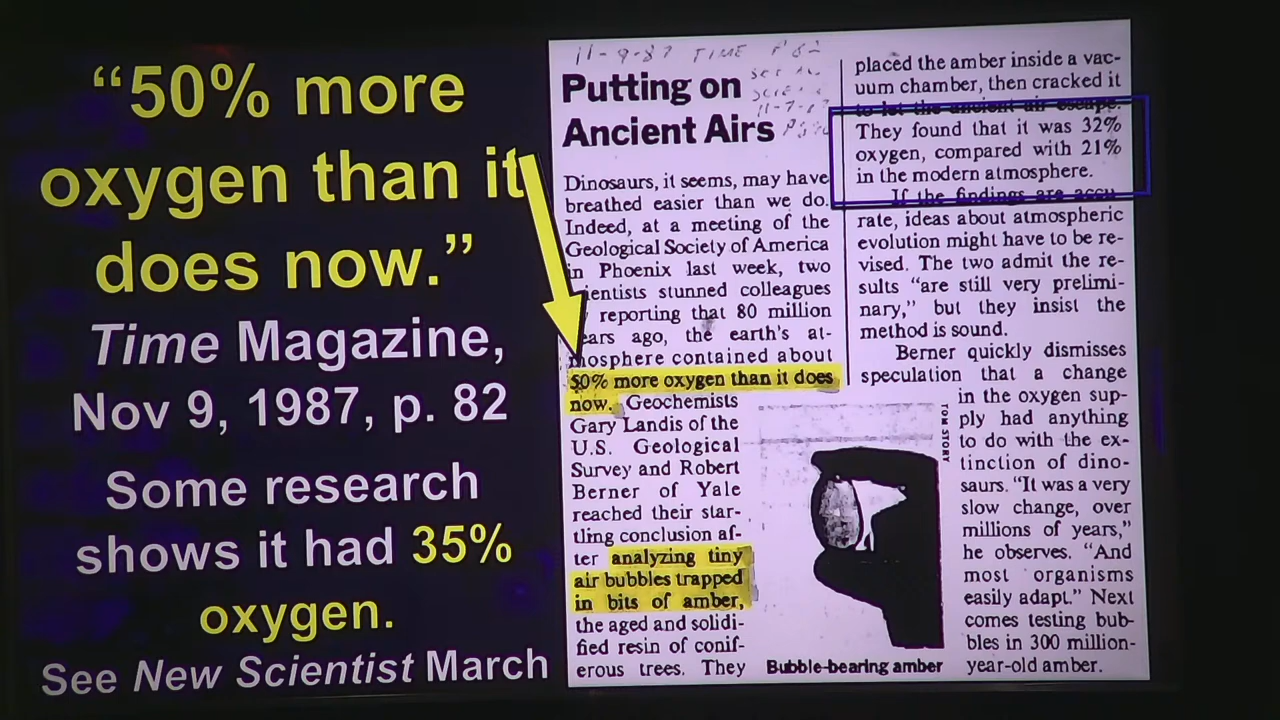 “50% more
oxygen than it
does now.”
Time Magazine,
Nov 9, 1987, p. 82
Some research
shows it had 35%
oxygen.
See New Scientist March
11-9-87 TIME P 82
Putting on
Ancient Airs
Dinosaurs, it seems, may have
breathed easier than we do.
Indeed, at a meeting of the
Geological Society of America
in Phoenix last week, two
scientists stunned colleagues
reporting that 80 million
years ago, the earth's at-
mosphere contained about
50% more oxygen than it does
now. Geochemists
Gary Landis of the
U.S. Geological
Survey and Robert
Berner of Yale
reached their star-
tling conclusion af-
ter analyzing tiny
air bubbles trapped
in bits of amber,
the aged and solidi-
fied resin of conif-
erous trees. They
placed the amber inside a vac-
uum chamber, then cracked it
to let the ancient air escape.
They found that it was 32%
oxygen, compared with 21%
in the modern atmosphere.
If the findings are accu-
rate, ideas about atmospheric
evolution might have to be re-
vised. The two admit the re-
sults “are still very prelimi-
nary,” but they insist the
method is sound.
Berner quickly dismisses
speculation that a change
in the oxygen sup-
ply had anything
to do with the ex-
tinction of dino-
saurs. “It was a very
slow change, over
millions of years,”
he observes. “And
most organisms
easily adapt.” Next
comes testing bub-
bles in 300 million-
year-old amber.
TOM STORY
Bubble-bearing amber